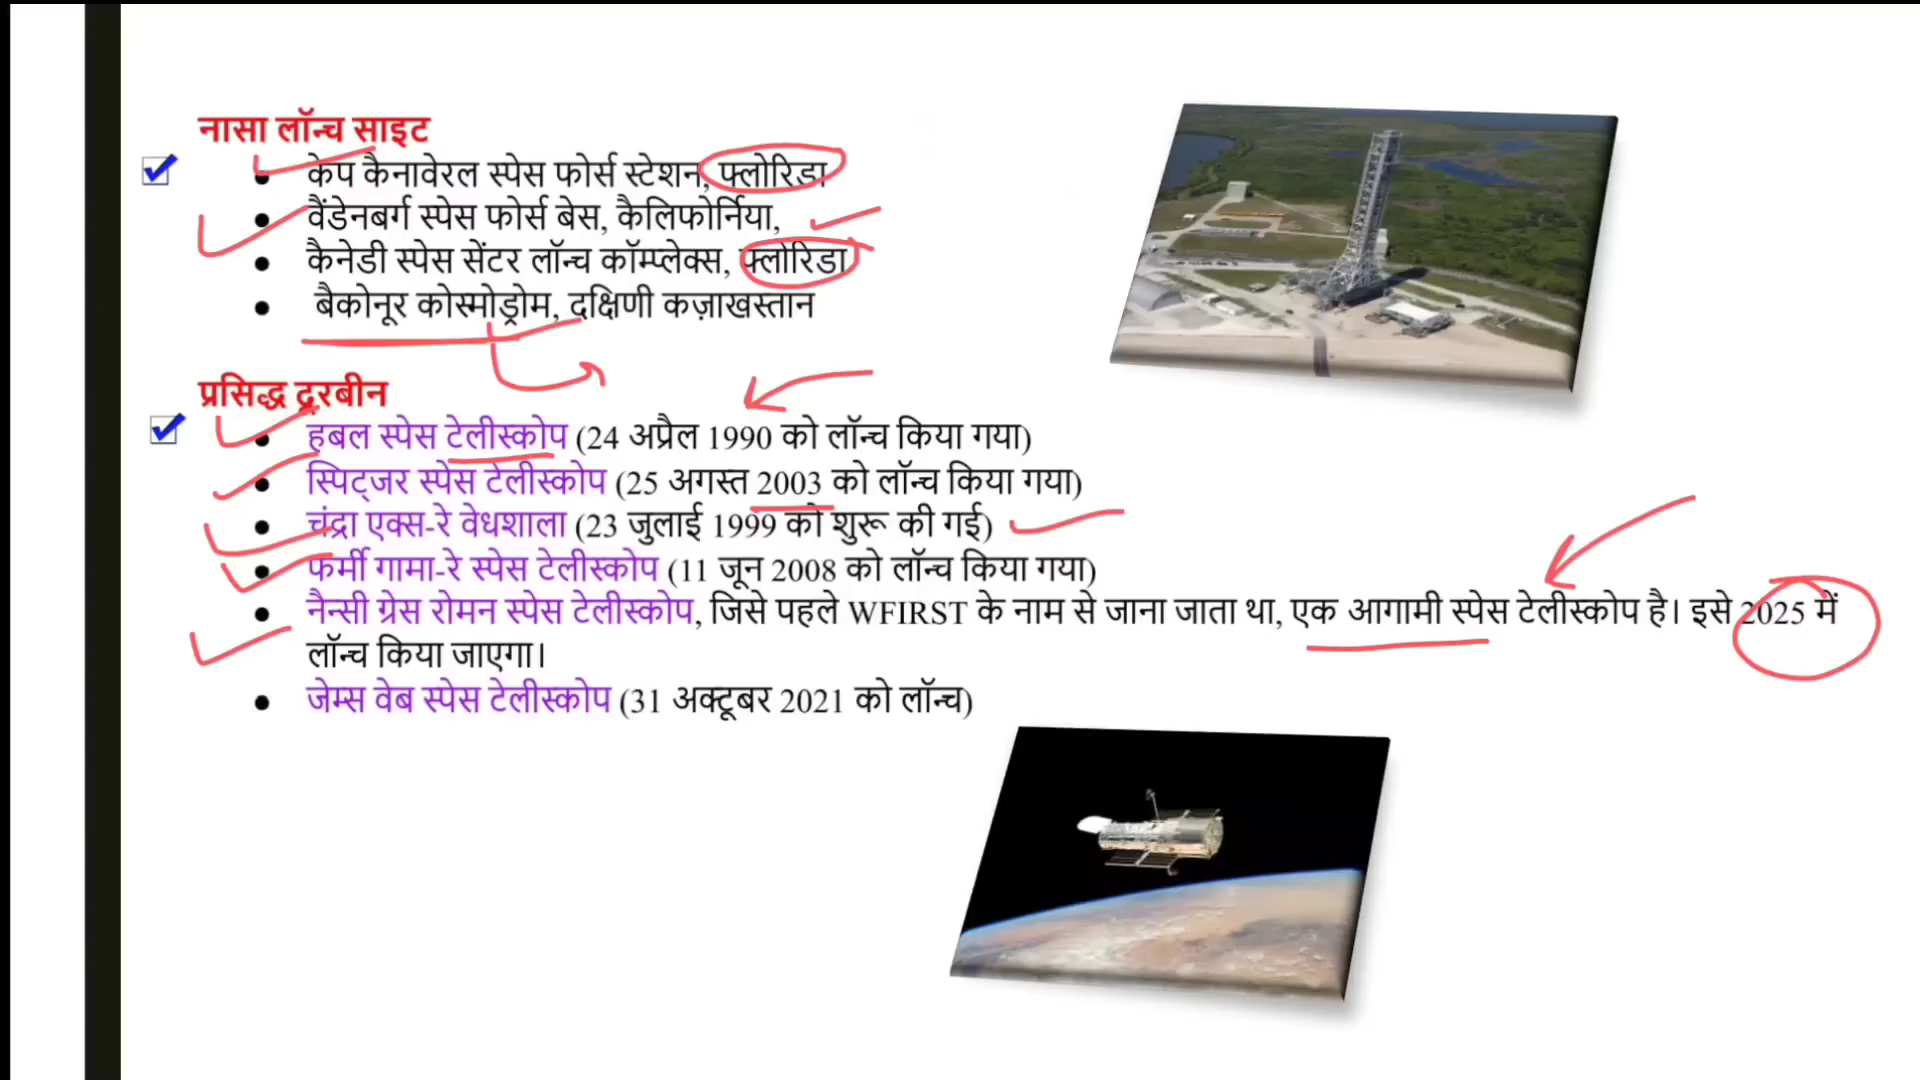 नासा लॉन्च साइट
केप कैनावेरल स्पेस फोर्स स्टेशन, फ्लोरिडा
वैंडेनबर्ग स्पेस फोर्स बेस, कैलिफोर्निया,
कैनेडी स्पेस सेंटर लॉन्च कॉम्प्लेक्स, फ्लोरिडा
बैकोनूर कोस्मोड्रोम, दक्षिणी कज़ाखस्तान
प्रसिद्ध दूरबीन
हबल स्पेस टेलीस्कोप (24 अप्रैल 1990 को लॉन्च किया गया)
स्पिट्जर स्पेस टेलीस्कोप (25 अगस्त 2003 को लॉन्च किया गया)
चंद्रा एक्स-रे वेधशाला (23 जुलाई 1999 को शुरू की गई)
फर्मी गामा-रे स्पेस टेलीस्कोप (11 जून 2008 को लॉन्च किया गया)
नैन्सी ग्रेस रोमन स्पेस टेलीस्कोप, जिसे पहले WFIRST के नाम से जाना जाता था, एक आगामी स्पेस टेलीस्कोप है। इसे 2025 में
लॉन्च किया जाएगा।
जेम्स वेब स्पेस टेलीस्कोप (31 अक्टूबर 2021 को लॉन्च)